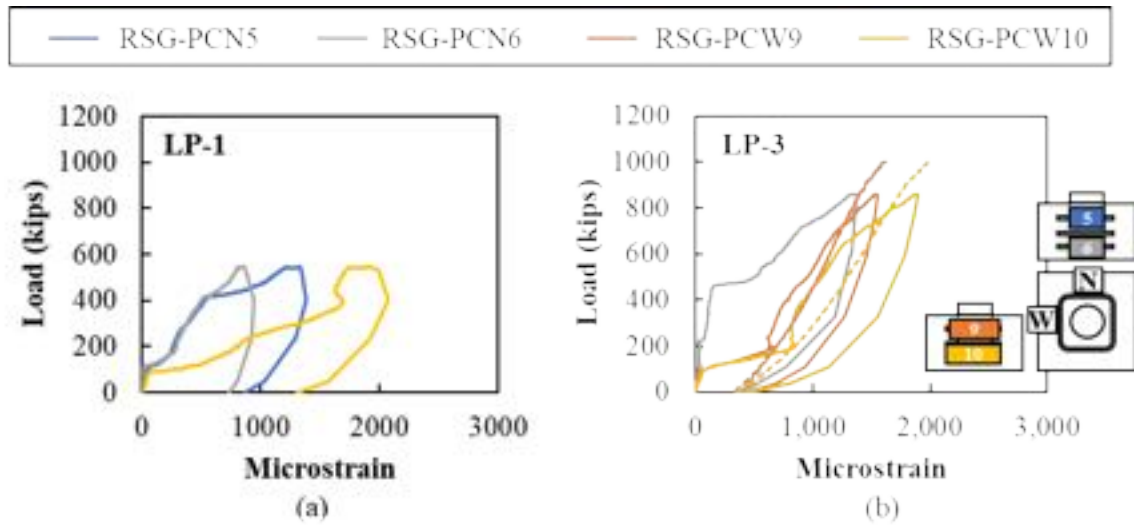 RSG-PCN5 RSG-PCN6 RSG-PCW9 RSG-PCW10
LP-1
1200
1000
800
600
400
200
0
Load (kips)
0 1000 2000 3000
Microstrain
(a)
LP-3
1200
1000
800
600
400
200
0
Load (kips)
0 1,000 2,000 3,000
Microstrain
(b)
5
6
N
W
9
10